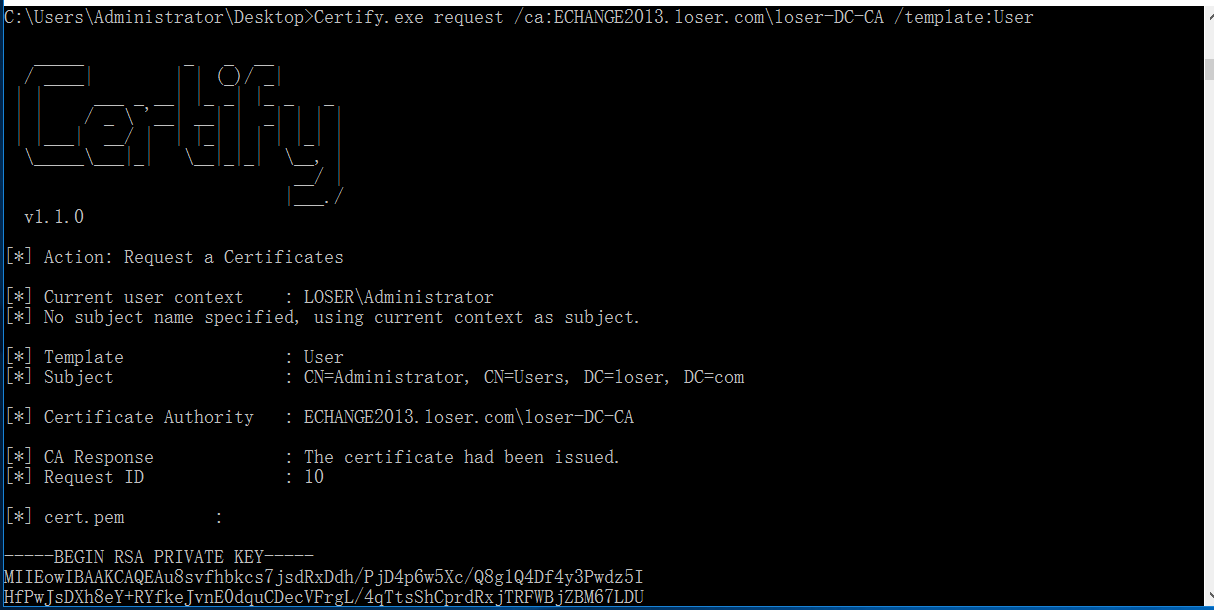 C:\Users\Administrator\Desktop>Certify.exe request /ca:ECHANGE2013.loser.com\loser-DC-CA /template:User
Certify
v1.1.0
[*] Action: Request a Certificates
[*] Current user context : LOSER\Administrator
[*] No subject name specified, using current context as subject.
[*] Template : User
[*] Subject : CN=Administrator, CN=Users, DC=loser, DC=com
[*] Certificate Authority : ECHANGE2013.loser.com\loser-DC-CA
[*] CA Response : The certificate had been issued.
[*] Request ID : 10
[*] cert.pem :
-----BEGIN RSA PRIVATE KEY-----
MIIEowIBAAKCAQEAu8svfhbkcs7jsdRxDdh/PjD4p6w5Xc/Q8glQ4Df4y3Pwdz5I
HfPwJsDXh8eY+RYfkeJvnE0dquCDecVFrgL/4qTtsShCprdRxjTRFWBjZBM67LDU